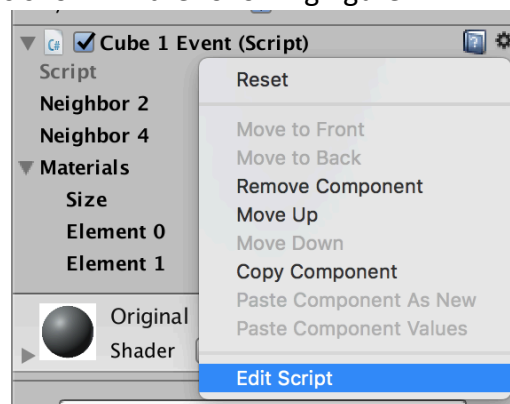 Cube 1 Event (Script)
Script
Neighbor 2
Neighbor 4
Materials
Size
Element 0
Element 1
Original
Shader
Reset
Move to Front
Move to Back
Remove Component
Move Up
Move Down
Copy Component
Paste Component As New
Paste Component Values
Edit Script